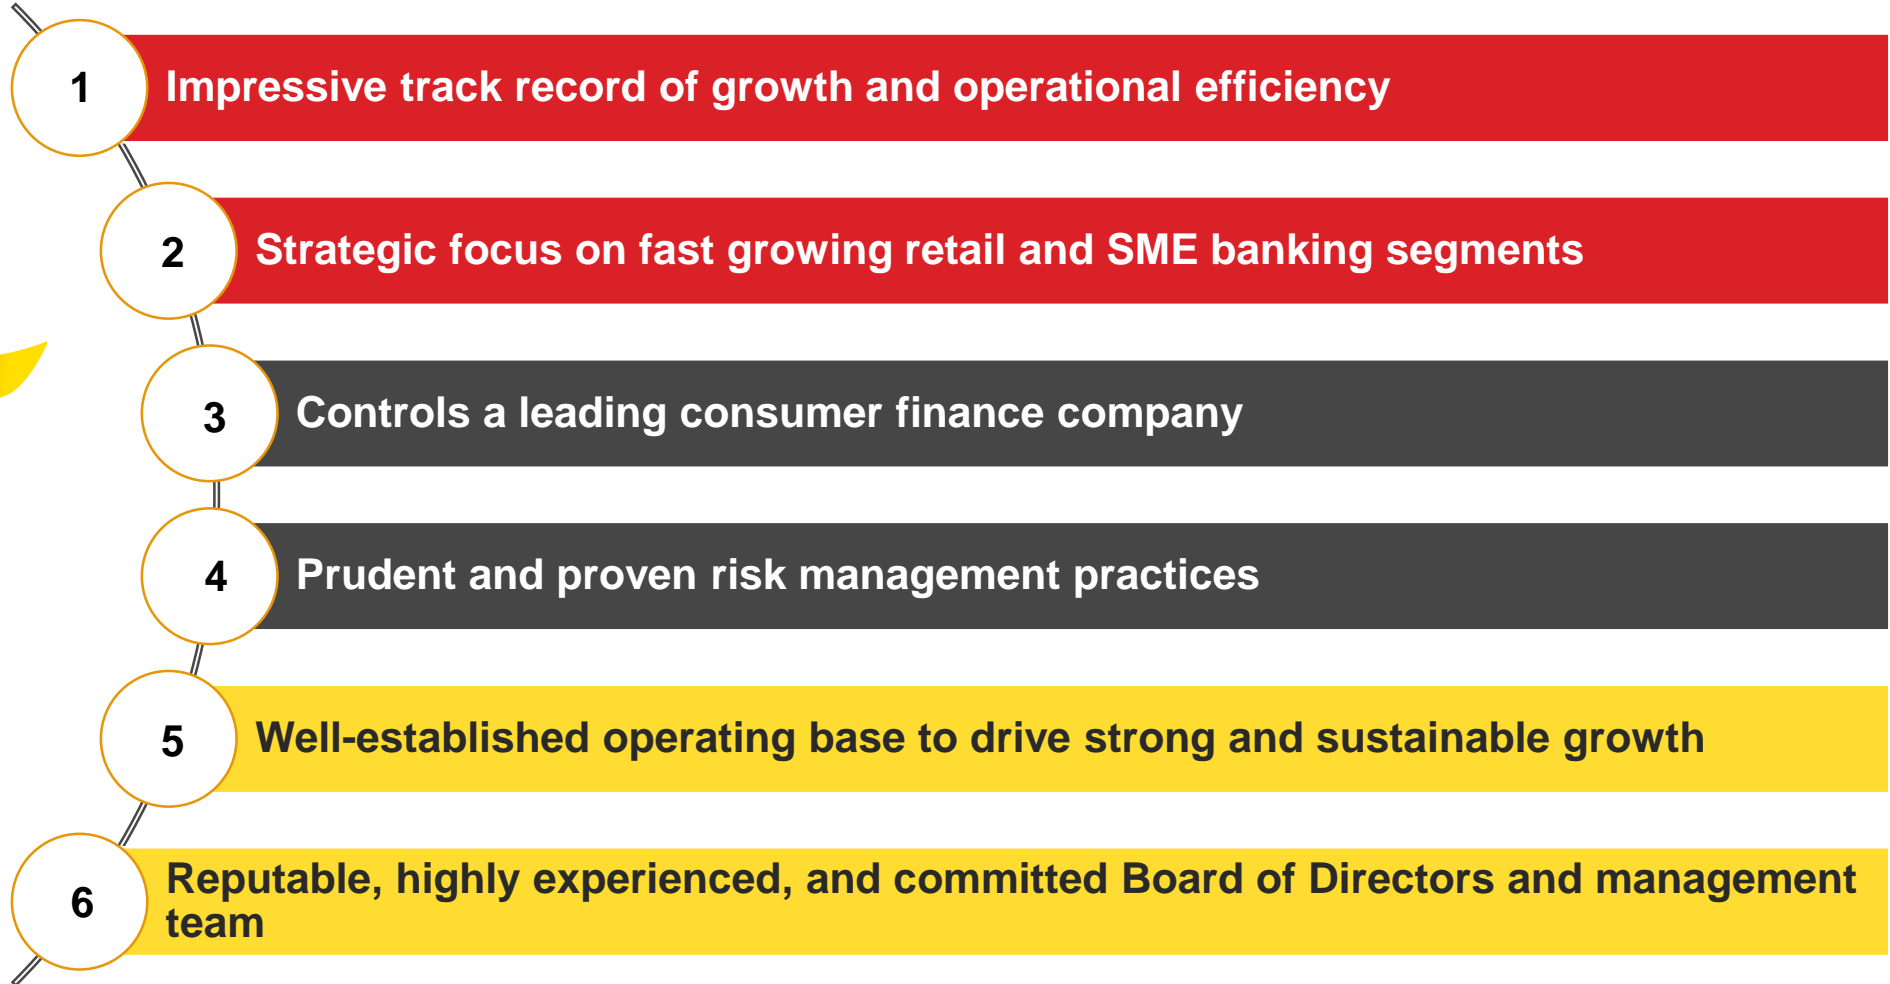 1
Impressive track record of growth and operational efficiency
2
Strategic focus on fast growing retail and SME banking segments
3
Controls a leading consumer finance company
4
Prudent and proven risk management practices
5
Well-established operating base to drive strong and sustainable growth
6
Reputable, highly experienced, and committed Board of Directors and management
team